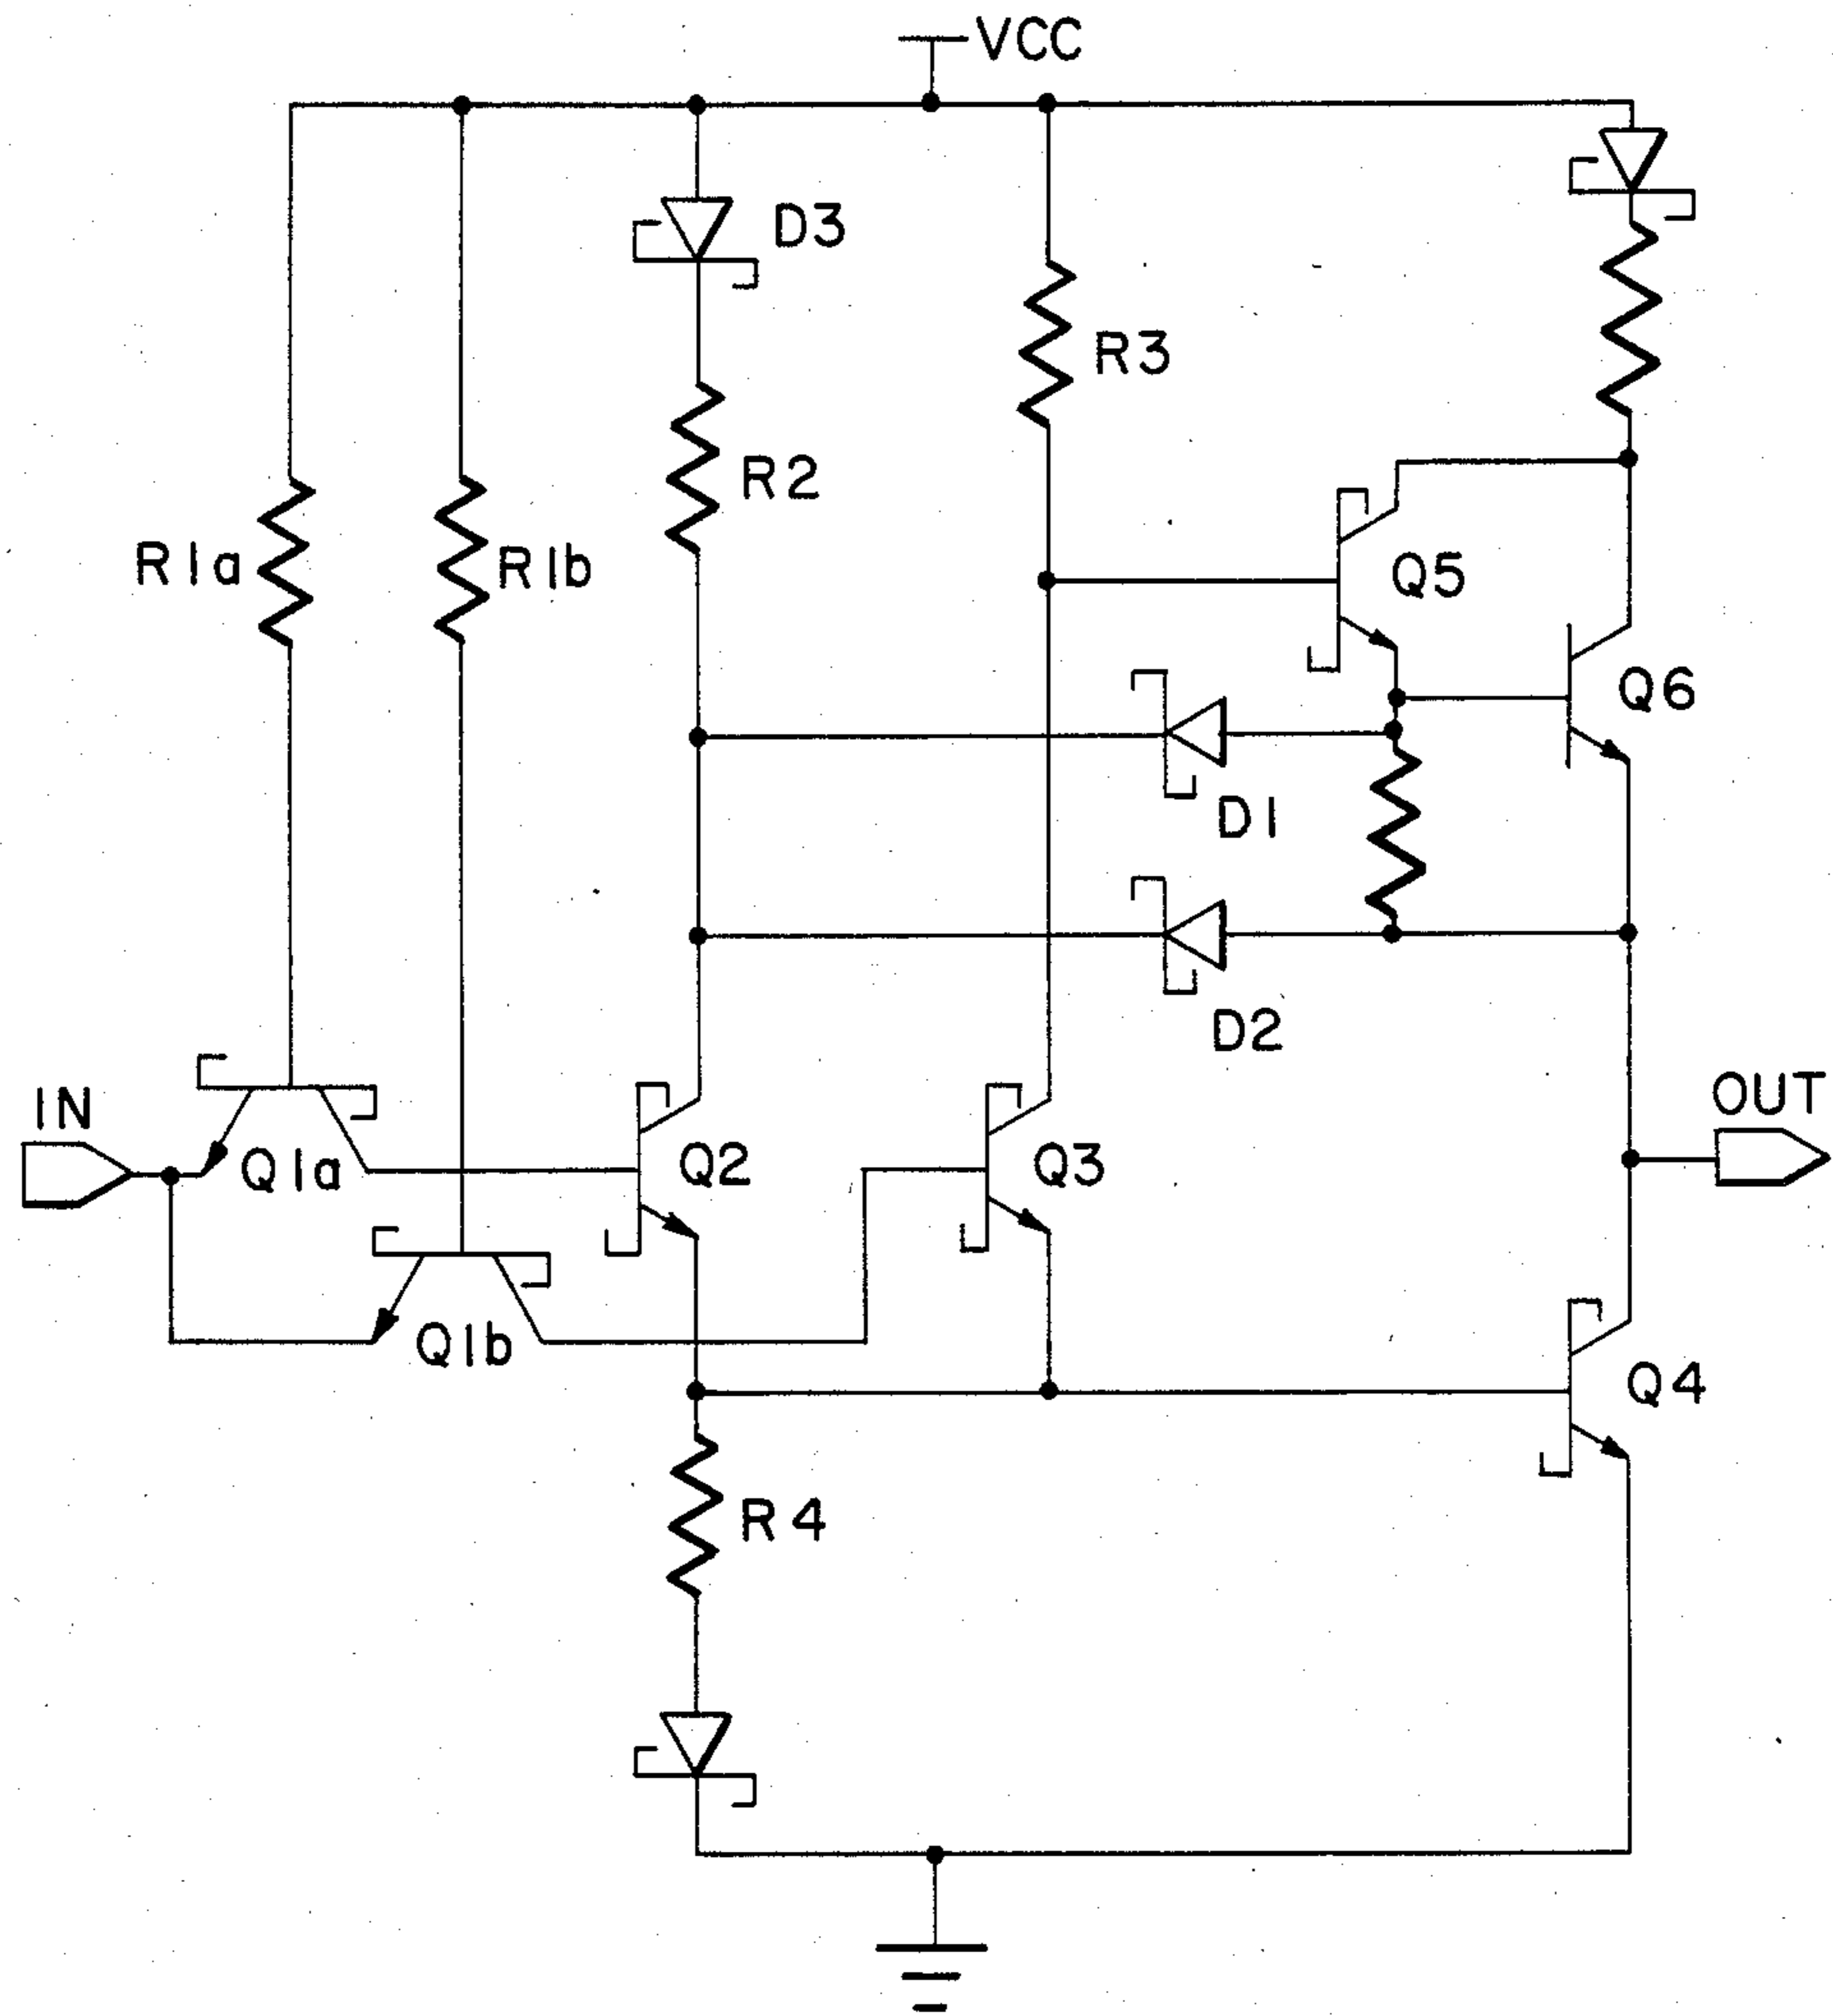 VCC
D3
R3
R2
R1a
R1b
Q5
Q6
D1
D2
IN
OUT
Q1a
Q2
Q3
Q1b
Q4
R4